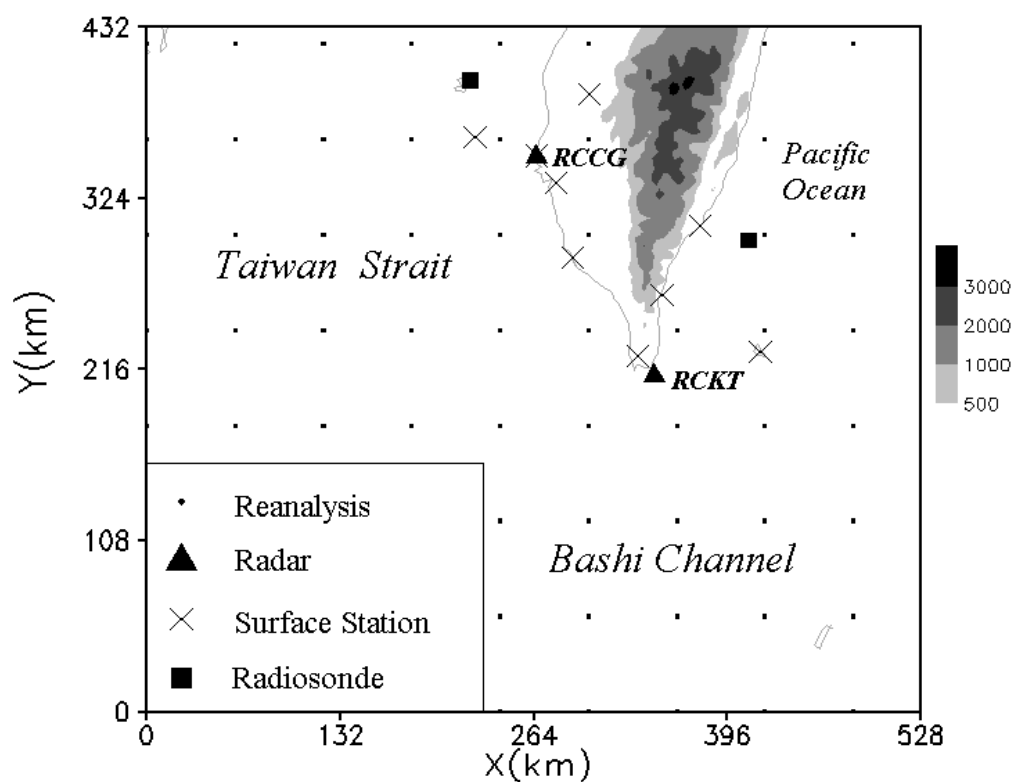 432
324
216
108
0
Y(km)
RCCG
Pacific
Ocean
Taiwan Strait
RCKT
3000
2000
1000
500
Reanalysis
Radar
Surface Station
Radiosonde
Bashi Channel
0 132 264 396 528
X(km)